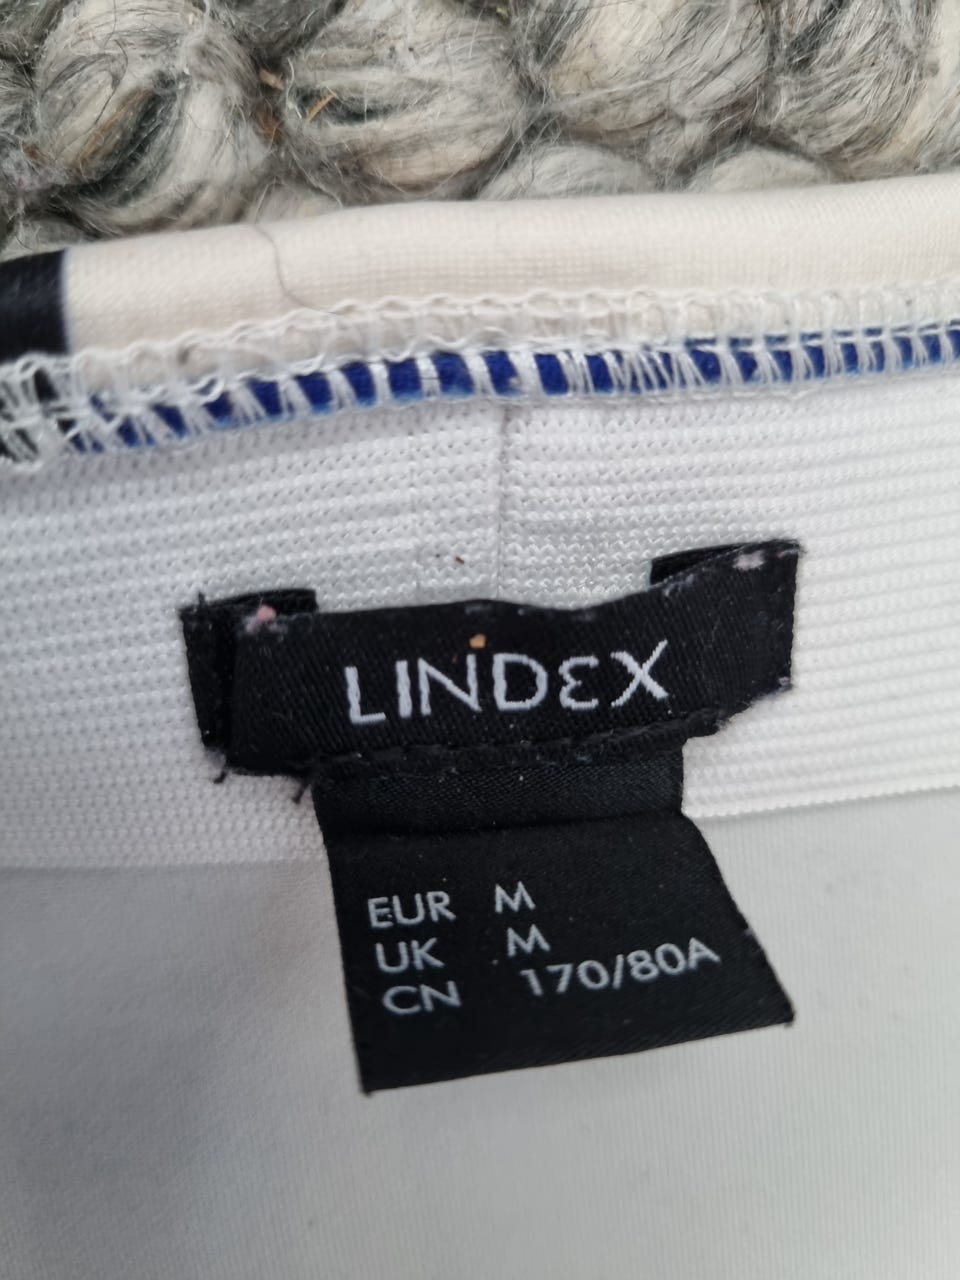 LINDEX
EUR M
UK M
CN 170/80A